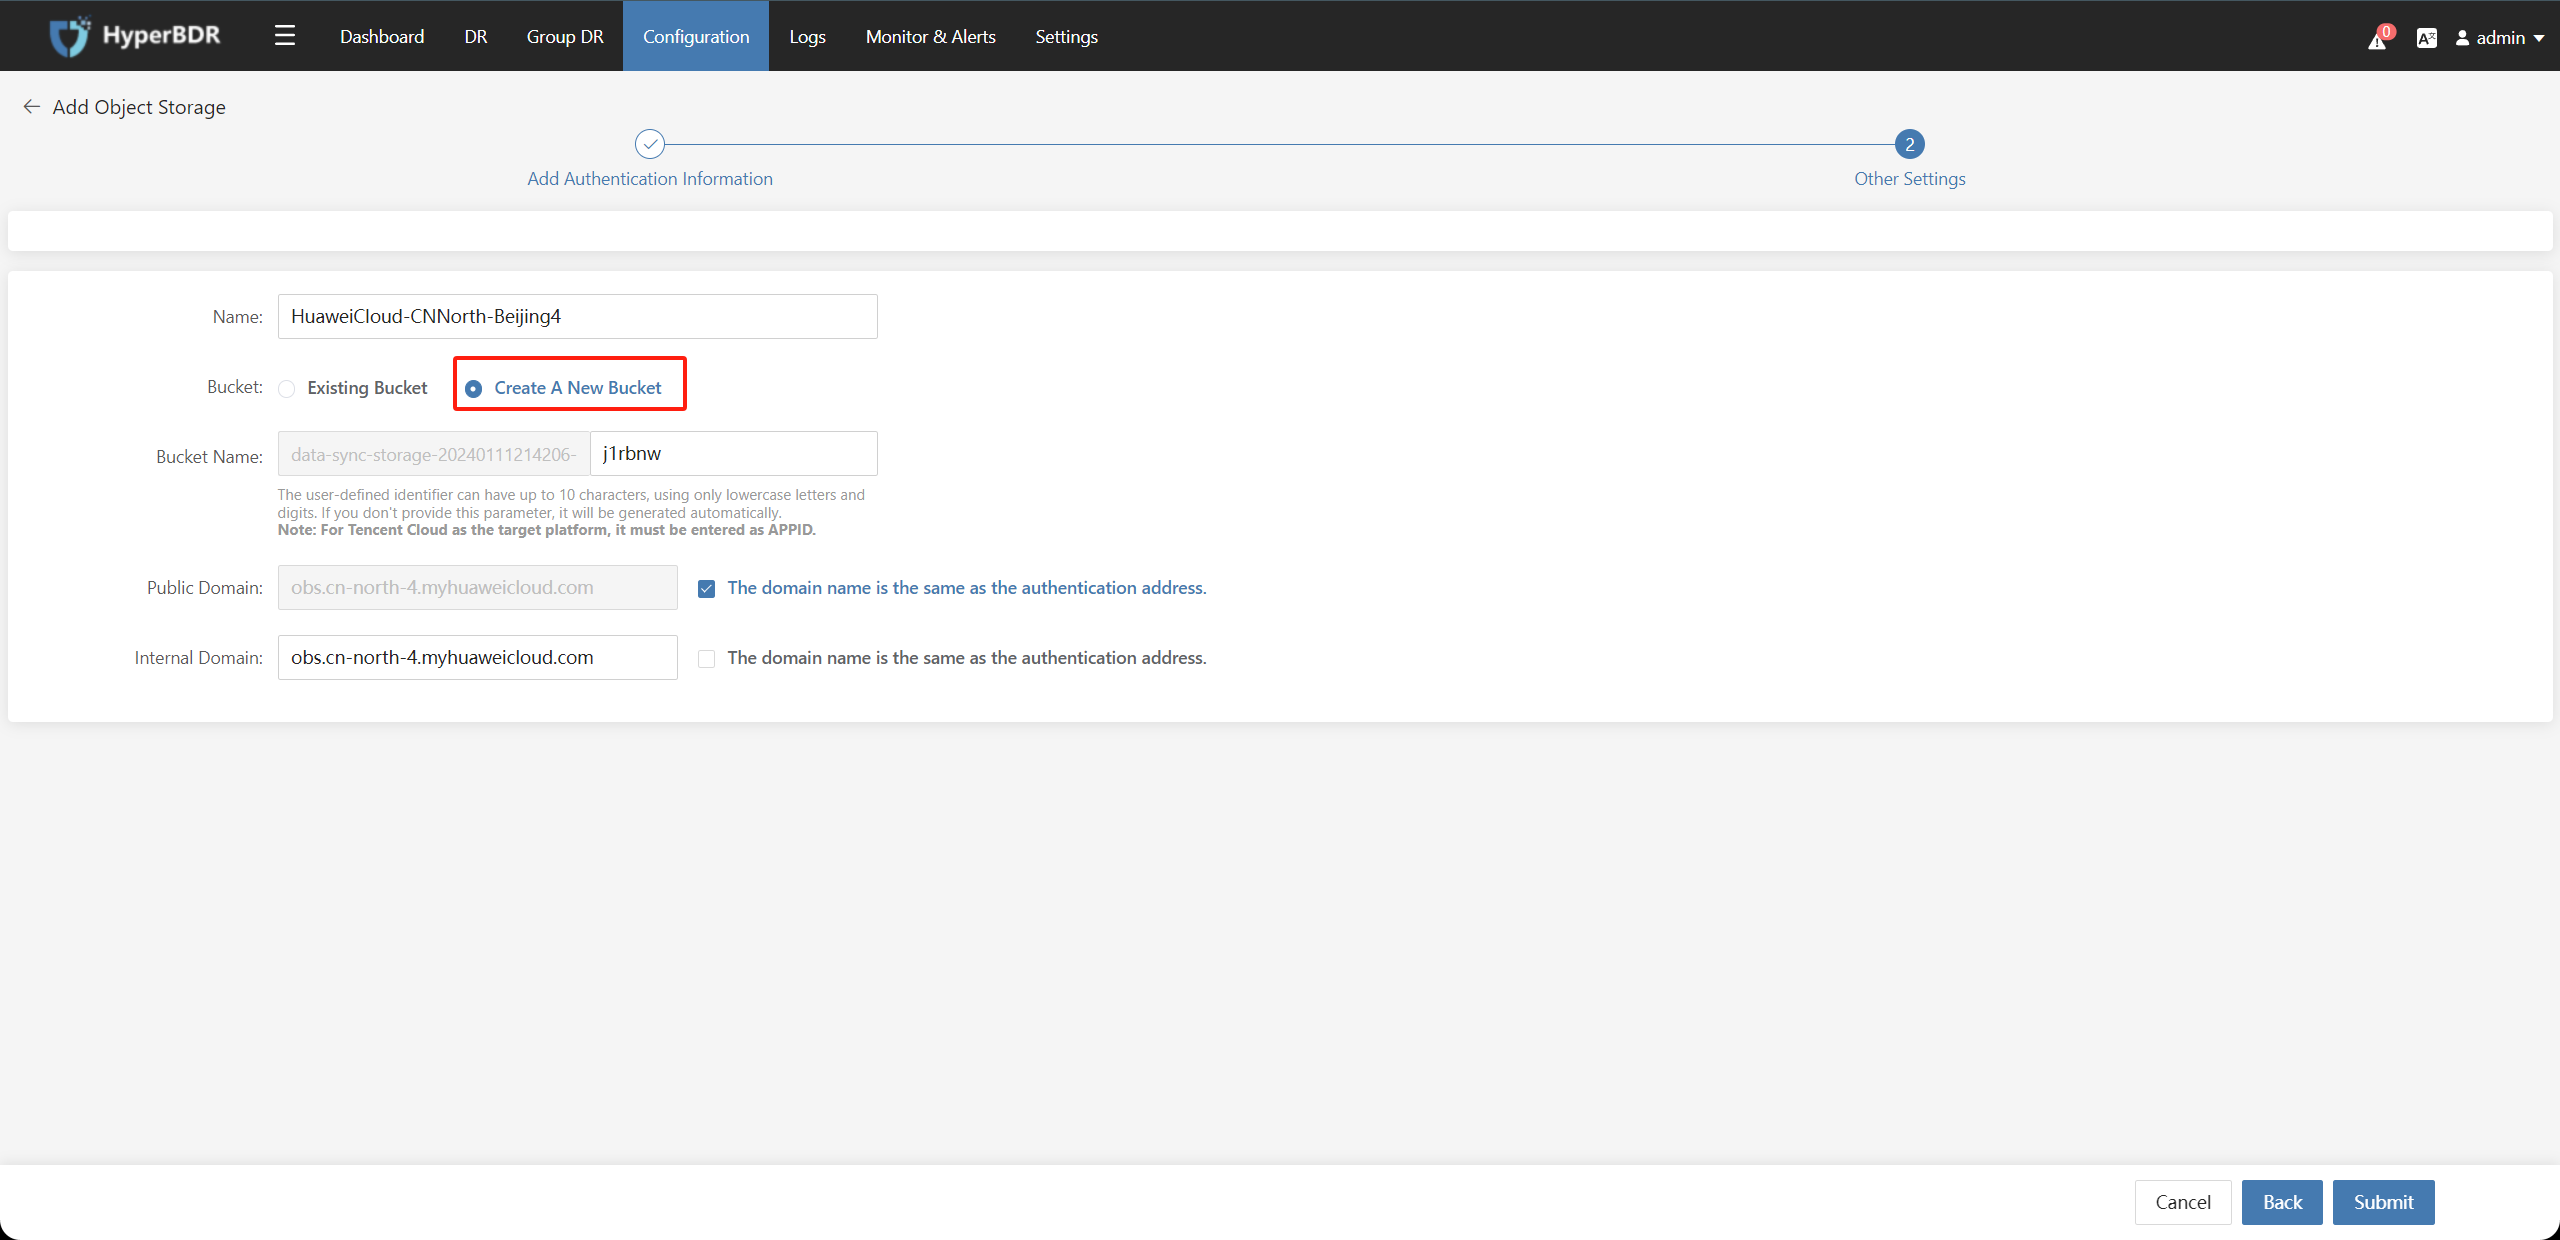 HyperBDR
Dashboard DR Group DR Configuration Logs Monitor & Alerts Settings
0 admin
Add Object Storage
2
Add Authentication Information Other Settings
Name: HuaweiCloud-CNNorth-Beijing4
Bucket: Existing Bucket Create A New Bucket
Bucket Name: data-sync-storage-20240111214206- j1rbnw
The user-defined identifier can have up to 10 characters, using only lowercase letters and
digits. If you don't provide this parameter, it will be generated automatically.
Note: For Tencent Cloud as the target platform, it must be entered as APPID.
Public Domain: obs.cn-north-4.myhuaweicloud.com The domain name is the same as the authentication address.
Internal Domain: obs.cn-north-4.myhuaweicloud.com The domain name is the same as the authentication address.
Cancel Back Submit